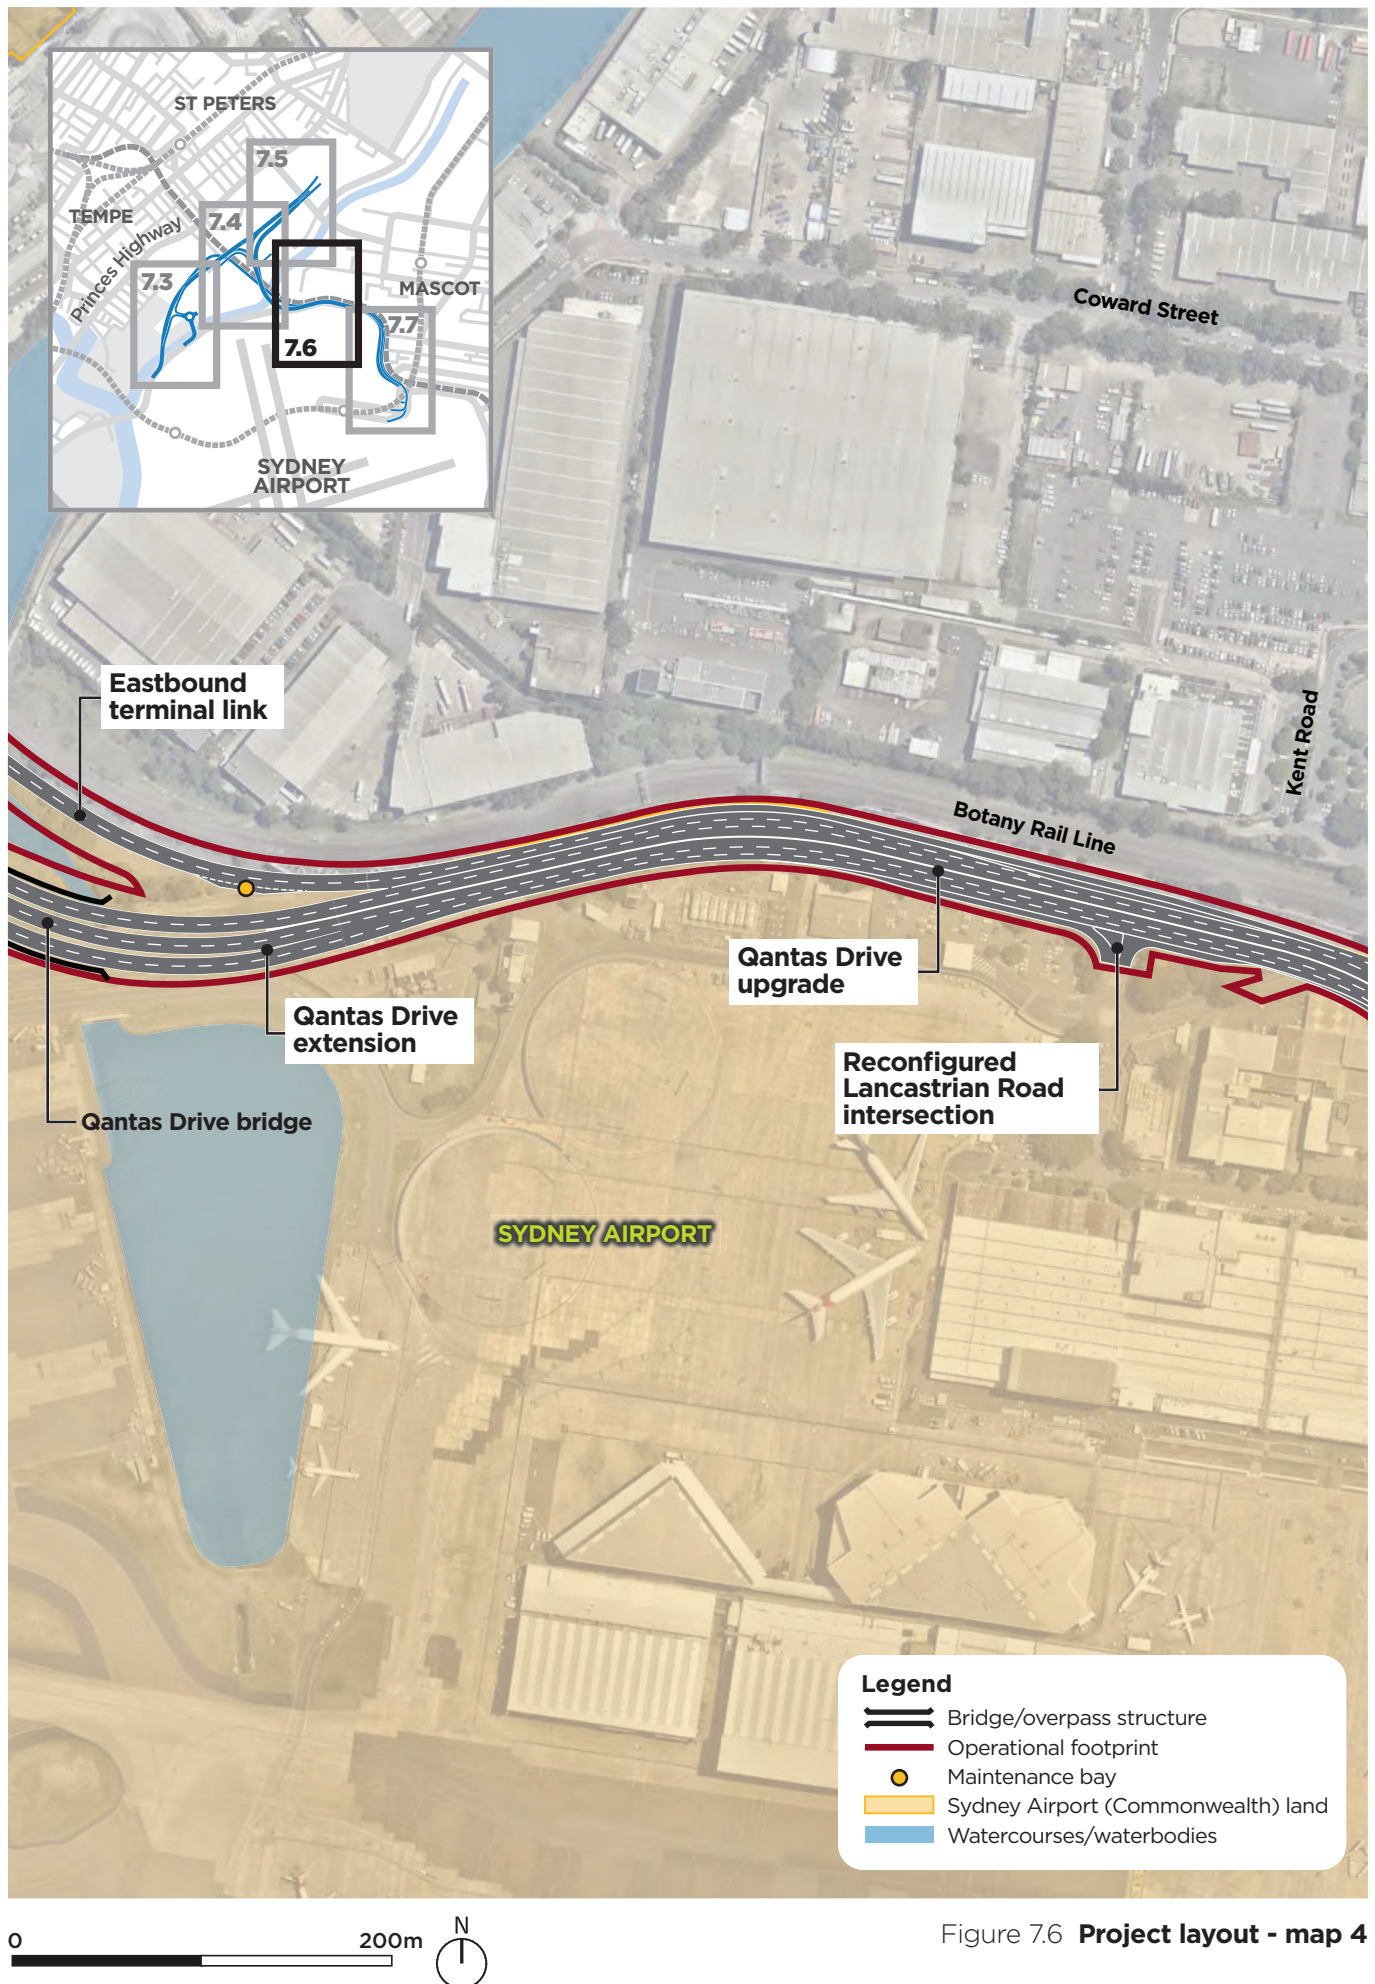 ST PETERS
7.5
TEMPE
7.4
Princes Highway
7.3
MASCOT
7.7
7.6
SYDNEY
AIRPORT
Coward Street
Kent Road
Eastbound
terminal link
Botany Rail Line
Qantas Drive
upgrade
Qantas Drive
extension
Reconfigured
Lancastrian Road
intersection
Qantas Drive bridge
SYDNEY AIRPORT
Legend
Bridge/overpass structure
Operational footprint
Maintenance bay
Sydney Airport (Commonwealth) land
Watercourses/waterbodies
0
200m
N
Figure 7.6 Project layout - map 4